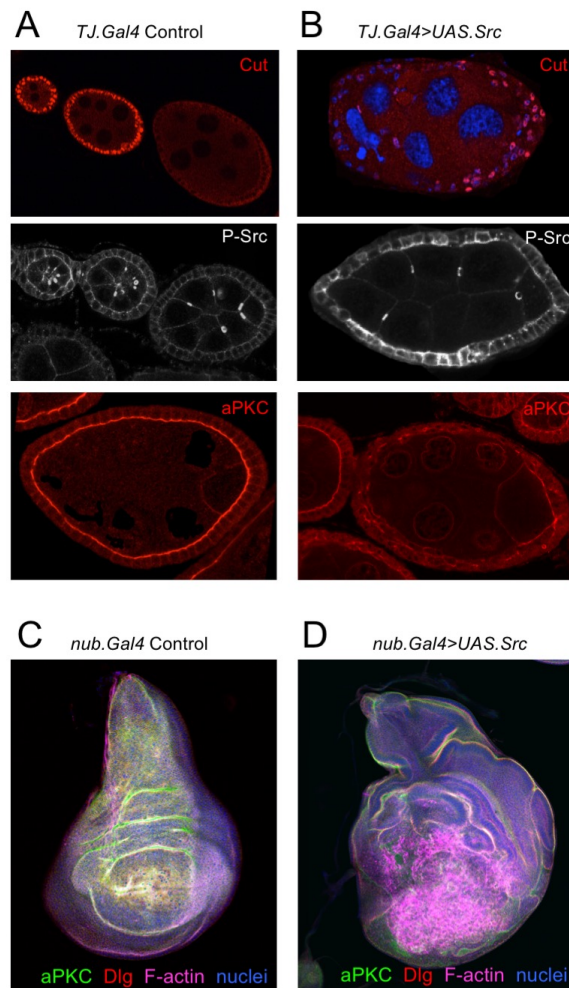 A
TJ.Gal4 Control
B
TJ.Gal4>UAS.Src
Cut
Cut
P-Src
P-Src
aPKC
aPKC
C
nub.Gal4 Control
D
nub.Gal4>UAS.Src
aPKC Dlg F-actin nuclei
aPKC Dlg F-actin nuclei